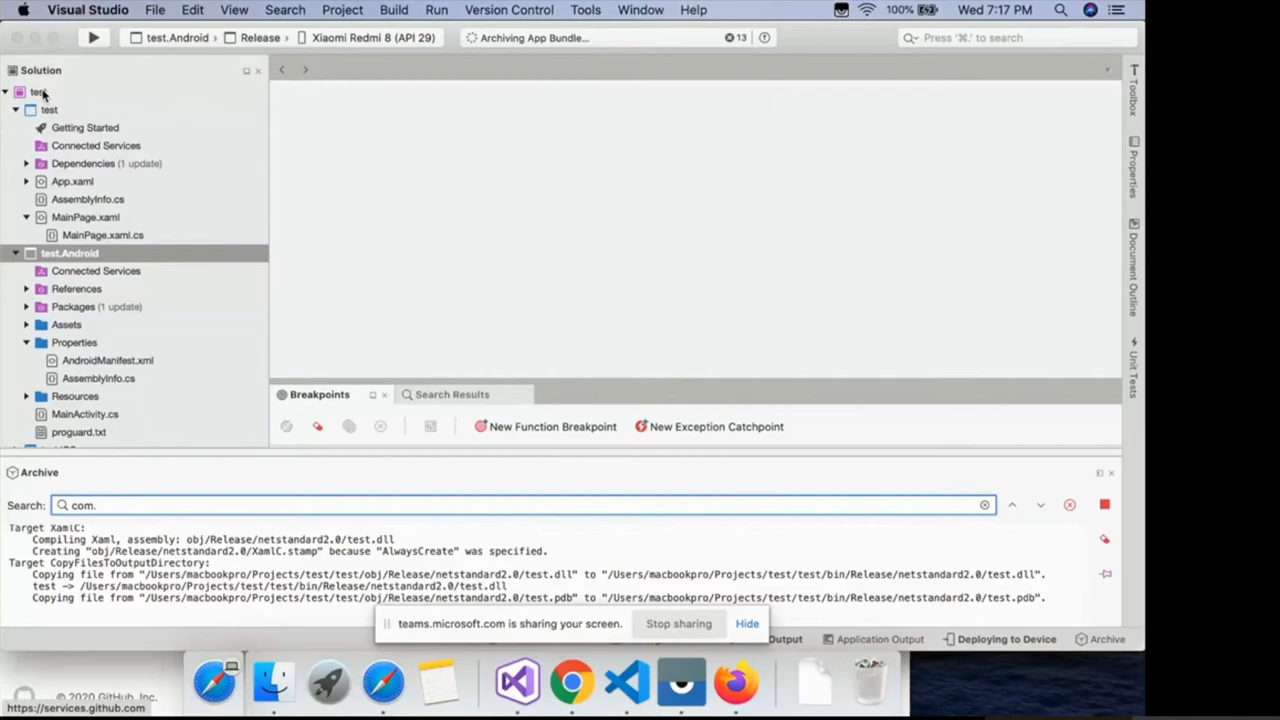 Visual Studio File Edit View Search Project Build Run Version Control Tools Window Help 100% Wed 7:17 PM
test.Android › Release › Xiaomi Redmi 8 (API 29) Archiving App Bundle... 13 Press '⌘.' to search
Solution
test
test
Getting Started
Connected Services
Dependencies (1 update)
App.xaml
AssemblyInfo.cs
MainPage.xaml
MainPage.xaml.cs
test.Android
Connected Services
References
Packages (1 update)
Assets
Properties
AndroidManifest.xml
AssemblyInfo.cs
Resources
MainActivity.cs
proguard.txt
Toolbox
Properties
Document Outline
Unit Tests
Breakpoints Search Results
New Function Breakpoint New Exception Catchpoint
Archive
Search: com.
Target XamlC:
Compiling Xaml, assembly: obj/Release/netstandard2.0/test.dll
Creating "obj/Release/netstandard2.0/XamlC.stamp" because "AlwaysCreate" was specified.
Target CopyFilesToOutputDirectory:
Copying file from "/Users/macbookpro/Projects/test/test/obj/Release/netstandard2.0/test.dll" to "/Users/macbookpro/Projects/test/test/bin/Release/netstandard2.0/test.dll".
test -> /Users/macbookpro/Projects/test/test/bin/Release/netstandard2.0/test.dll
Copying file from "/Users/macbookpro/Projects/test/test/obj/Release/netstandard2.0/test.pdb" to "/Users/macbookpro/Projects/test/test/bin/Release/netstandard2.0/test.pdb".
teams.microsoft.com is sharing your screen. Stop sharing Hide
Output Application Output Deploying to Device Archive
© 2020 GitHub, Inc.
https://services.github.com